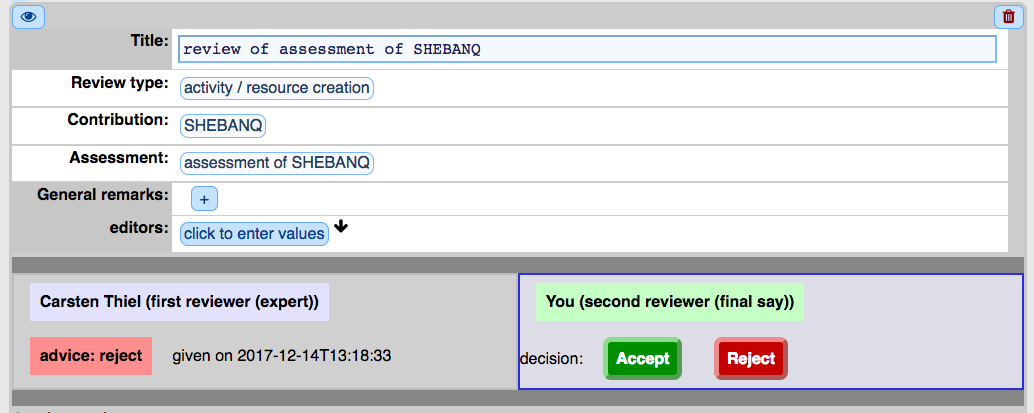 Title: review of assessment of SHEBANQ
Review type: activity / resource creation
Contribution: SHEBANQ
Assessment: assessment of SHEBANQ
General remarks: +
editors: click to enter values
Carsten Thiel (first reviewer (expert))
advice: reject given on 2017-12-14T13:18:33
You (second reviewer (final say))
decision: Accept Reject